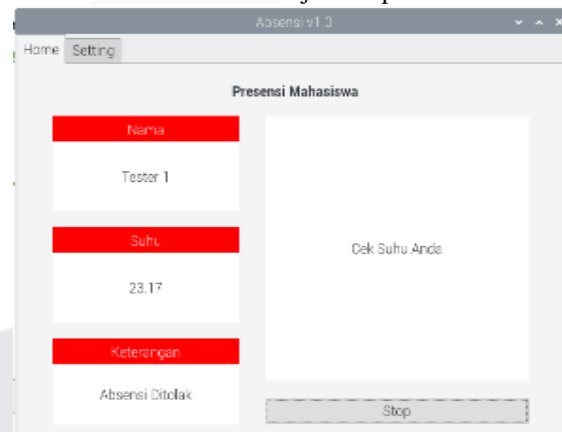 Absensi v1.0
Home Setting
Presensi Mahasiswa
Nama
Tester 1
Suhu
23.17
Keterangan
Absensi Ditolak
Cek Suhu Anda
Stop